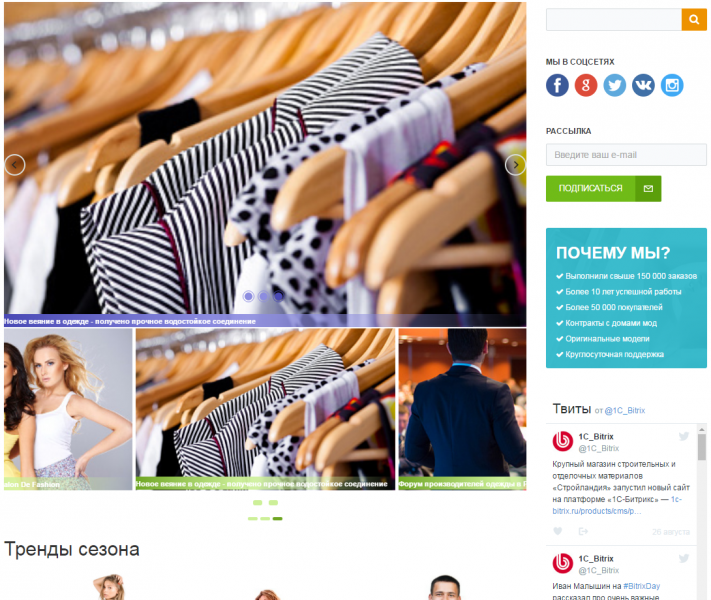 Новое веяние в одежде - получено прочное водостойкое соединение
alon De Fashion
Новое веяние в одежде - получено прочное водостойкое соединение
Форум производителей одежды в
Тренды сезона
МЫ В СОЦСЕТЯХ
РАССЫЛКА
Введите ваш e-mail
ПОДПИСАТЬСЯ
ПОЧЕМУ МЫ?
Выполнили свыше 150 000 заказов
Более 10 лет успешной работы
Более 50 000 покупателей
Контракты с домами мод
Оригинальные модели
Круглосуточная поддержка
Твиты от @1C_Bitrix
1C_Bitrix
@1C_Bitrix
Крупный магазин строительных и
отделочных материалов
«Стройландия» запустил новый сайт
на платформе «1С-Битрикс» — 1c-
bitrix.ru/products/cms/p…
26 августа
1C_Bitrix
@1C_Bitrix
Иван Малышин на #BitrixDay
рассказал про очень важные